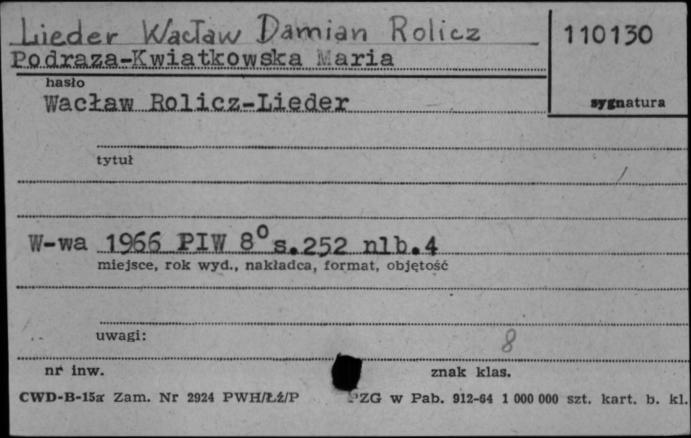 Lieder Wacław Damian Rolicz
110130
Podraza-Kwiatkowska Maria
hasło
Wacław Rolicz-Lieder
sygnatura
tytuł
W-wa 1966 PIW 8° s.252 nlb.4
miejsce, rok wyd., nakładca, format, objętość
uwagi:
8
nr inw.
znak klas.
CWD-B-15a Zam. Nr 2924 PWH/Łź/P PZG w Pab. 912-64 1 000 000 szt. kart. b. kl.